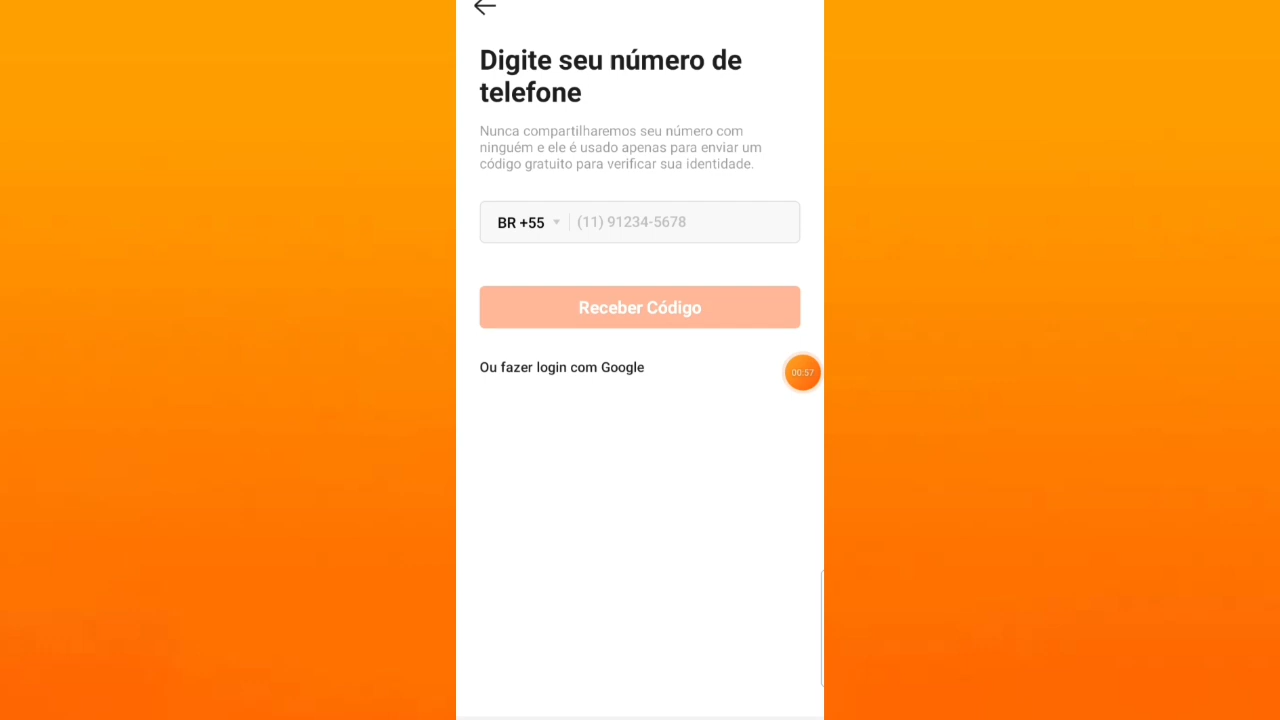 Digite seu número de
telefone
Nunca compartilharemos seu número com
ninguém e ele é usado apenas para enviar um
código gratuito para verificar sua identidade.
BR +55 (11) 91234-5678
Receber Código
Ou fazer login com Google
00:57